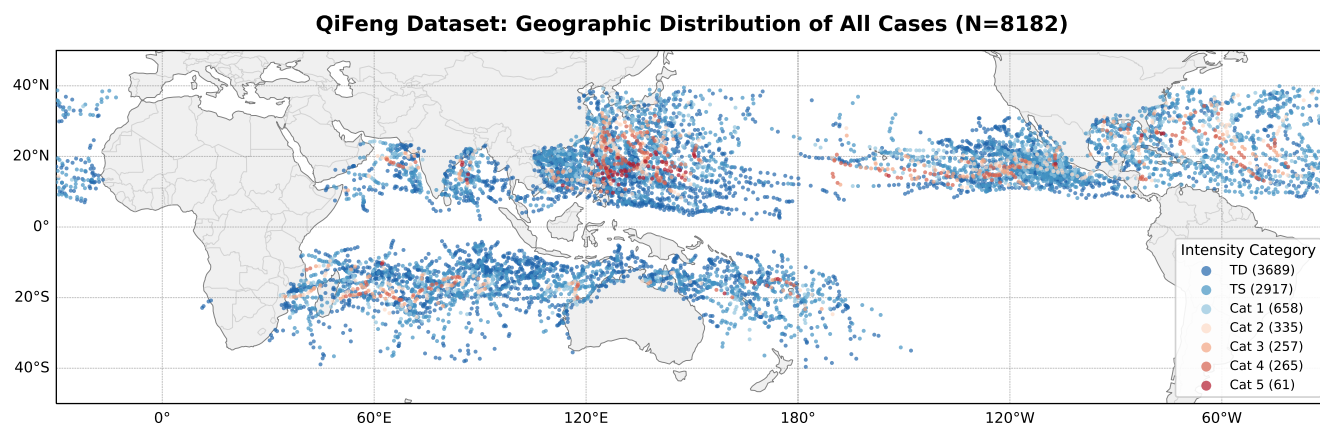 QiFeng Dataset: Geographic Distribution of All Cases (N=8182)
40°N
20°N
0°
20°S
40°S
0°
60°E
120°E
180°
120°W
60°W
Intensity Category
TD (3689)
TS (2917)
Cat 1 (658)
Cat 2 (335)
Cat 3 (257)
Cat 4 (265)
Cat 5 (61)